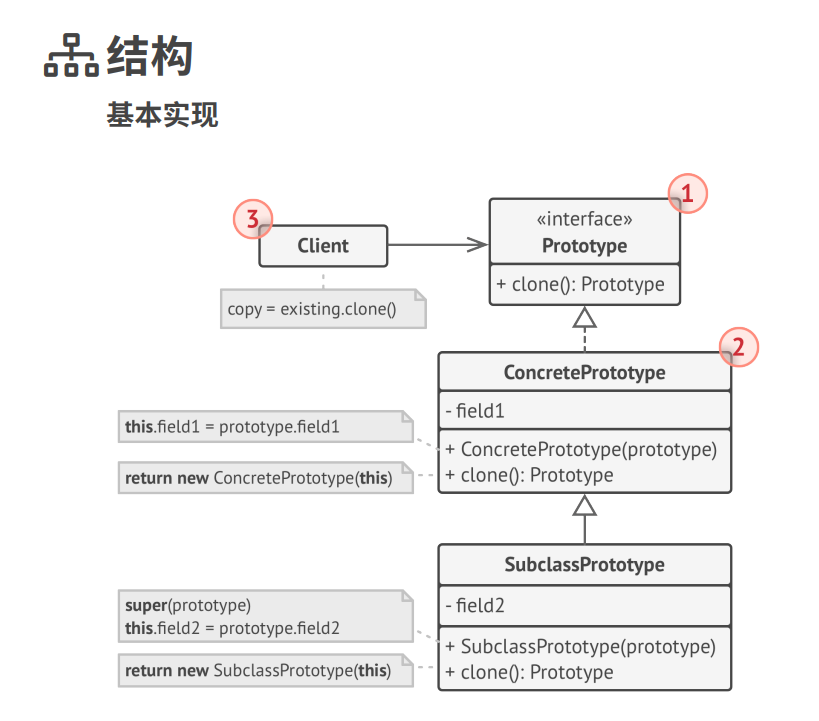 结构
基本实现
1
«interface»
Prototype
+ clone(): Prototype
3
Client
copy = existing.clone()
2
ConcretePrototype
- field1
+ ConcretePrototype(prototype)
+ clone(): Prototype
this.field1 = prototype.field1
return new ConcretePrototype(this)
SubclassPrototype
- field2
+ SubclassPrototype(prototype)
+ clone(): Prototype
super(prototype)
this.field2 = prototype.field2
return new SubclassPrototype(this)